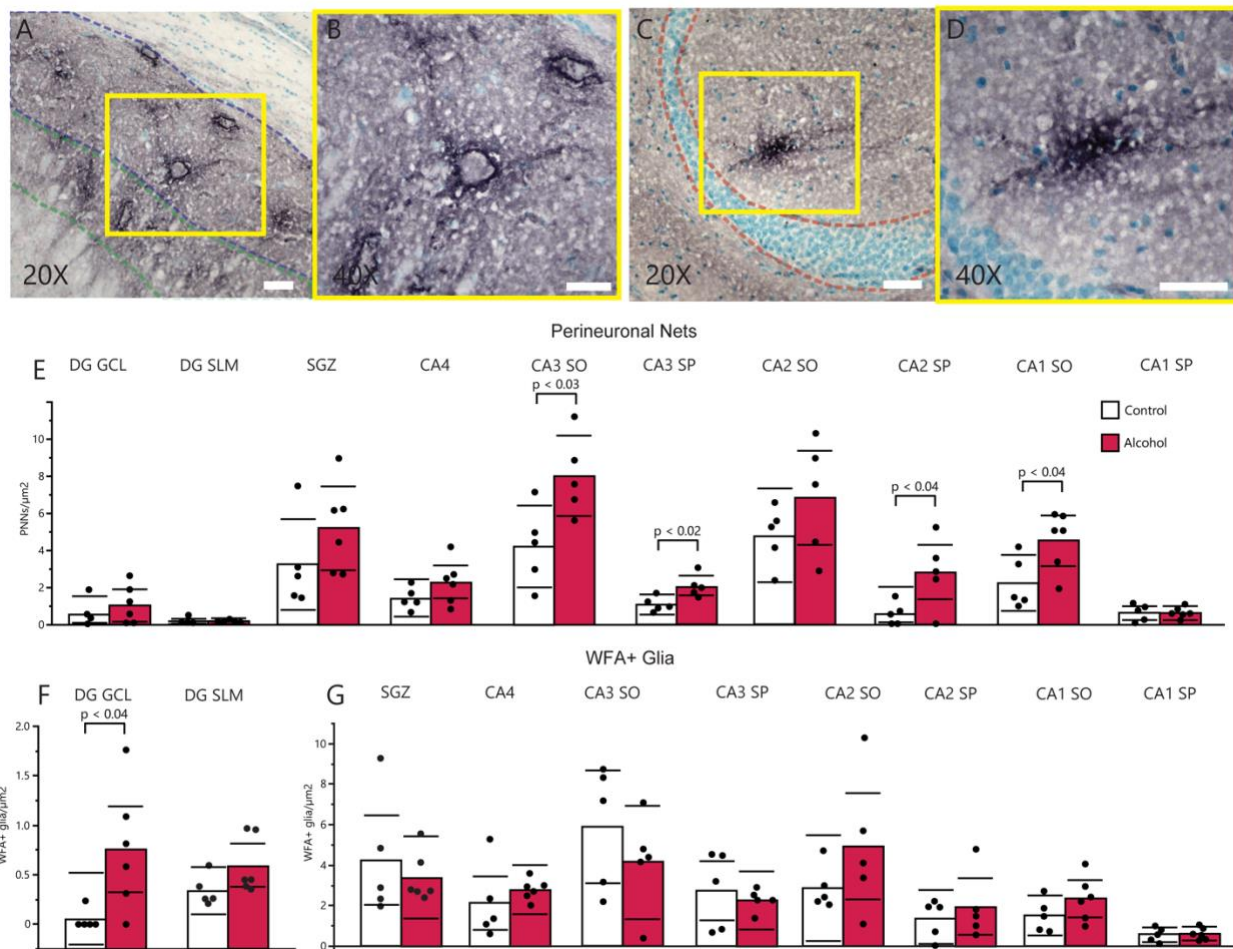 A B C D
20X 40X 20X 40X
Perineuronal Nets
E DG GCL DG SLM SGZ CA4 CA3 SO CA3 SP CA2 SO CA2 SP CA1 SO CA1 SP
p < 0.03
Control
Alcohol
p < 0.04 p < 0.04
p < 0.02
PNNs/µm2
10
8
6
4
2
0
WFA+ Glia
F DG GCL DG SLM
p < 0.04
WFA+ glia/µm2
2.0
1.5
1.0
0.5
0
G SGZ CA4 CA3 SO CA3 SP CA2 SO CA2 SP CA1 SO CA1 SP
WFA+ glia/µm2
10
8
6
4
2
0